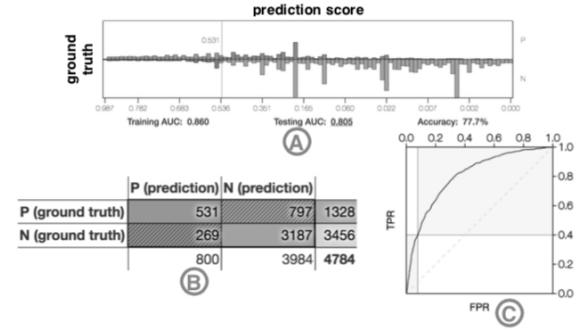 prediction score
ground truth
0.531
P
N
0.987 0.782 0.683 0.536 0.351 0.165 0.060 0.022 0.007 0.002 0.000
Training AUC: 0.860 Testing AUC: 0.805 Accuracy: 77.7%
A
0.0 0.2 0.4 0.6 0.8 1.0
1.0
0.8
0.6
0.4
0.2
0.0
TPR
FPR
C
P (prediction) N (prediction)
P (ground truth) 531 797 1328
N (ground truth) 269 3187 3456
800 3984 4784
B